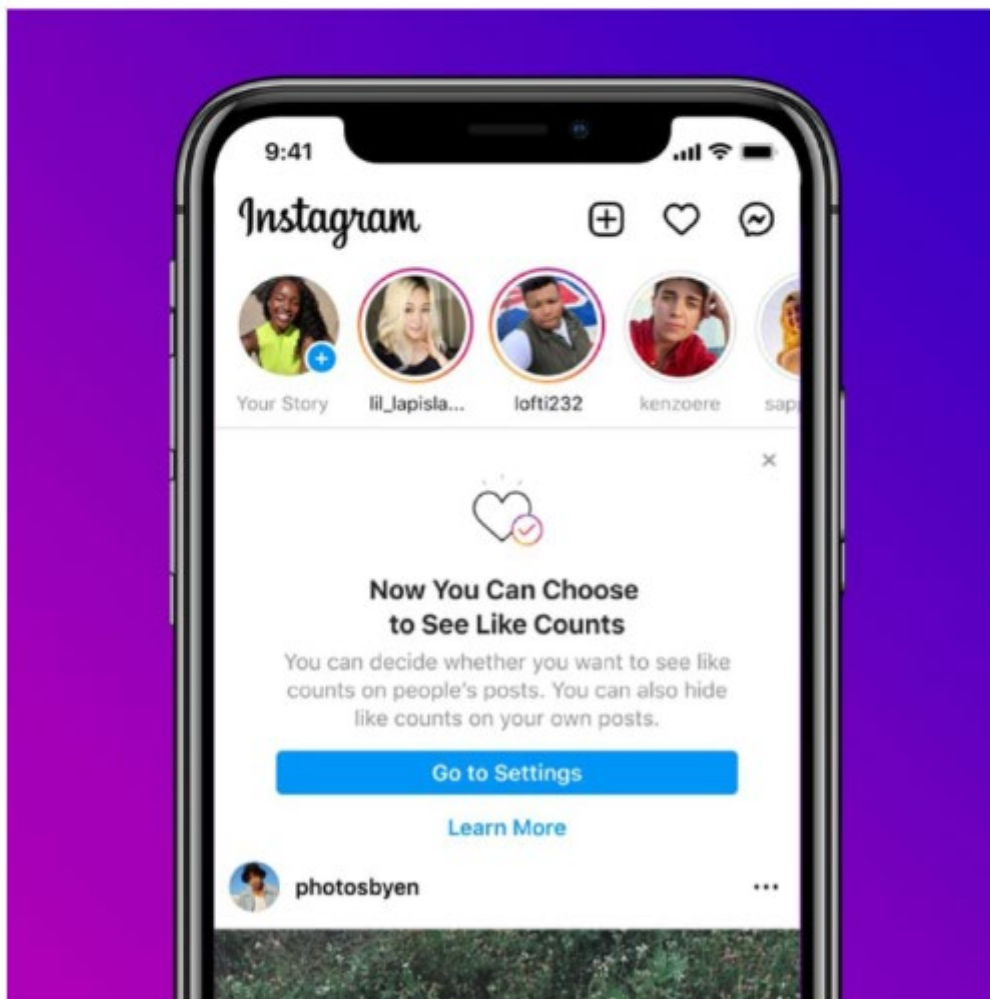 9:41
Instagram
Your Story lil_lapisla... lofti232 kenzoere sapp
Now You Can Choose
to See Like Counts
You can decide whether you want to see like
counts on people's posts. You can also hide
like counts on your own posts.
Go to Settings
Learn More
photosbyen